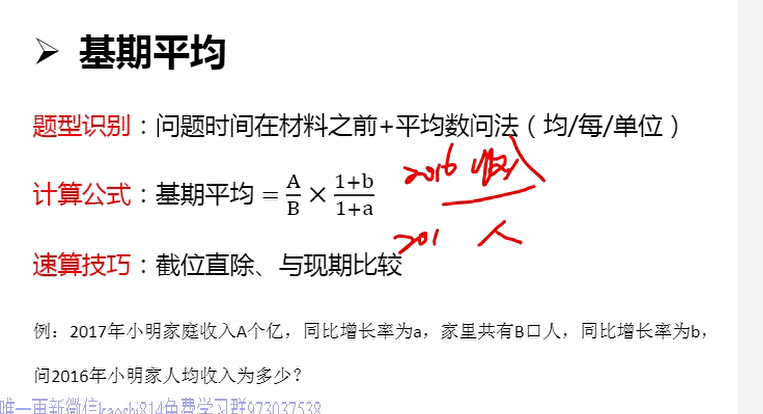 ➢ 基期平均
题型识别：问题时间在材料之前+平均数问法（均/每/单位）
计算公式：基期平均 = A/B × (1+b)/(1+a)
2016 收入
201 人
速算技巧：截位直除、与现期比较
例：2017年小明家庭收入A个亿，同比增长率为a，家里共有B口人，同比增长率为b，
问2016年小明家人均收入为多少？
唯一更新微信kaoshi814免费学习群973037538